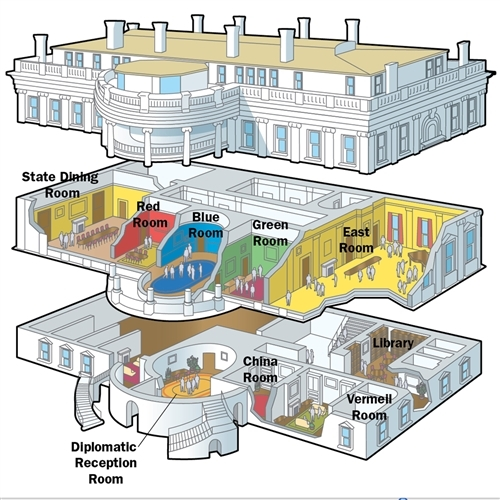 State Dining
Room
Red
Room
Blue
Room
Green
Room
East
Room
Library
China
Room
Vermeil
Room
Diplomatic
Reception
Room